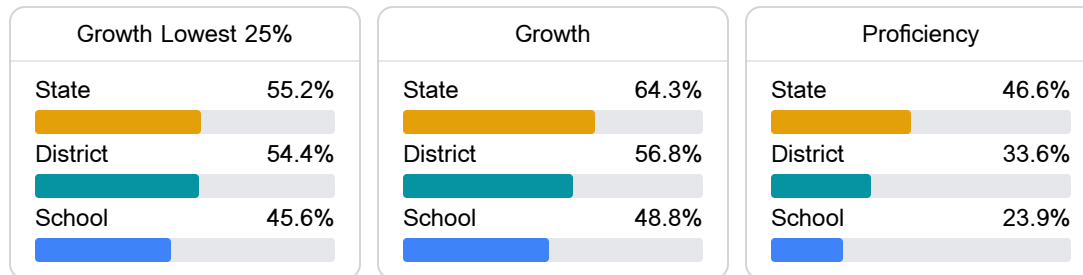 Growth Lowest 25%
State 55.2%
District 54.4%
School 45.6%
Growth
State 64.3%
District 56.8%
School 48.8%
Proficiency
State 46.6%
District 33.6%
School 23.9%